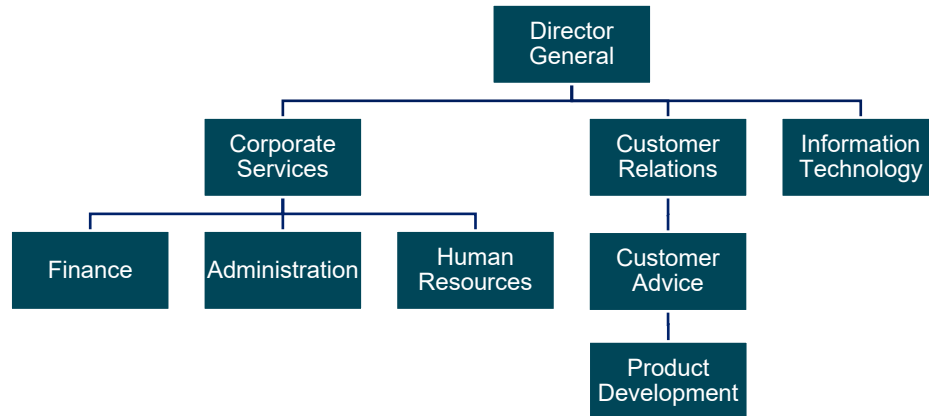 Director
General
Corporate
Services
Customer
Relations
Information
Technology
Finance
Administration
Human
Resources
Customer
Advice
Product
Development